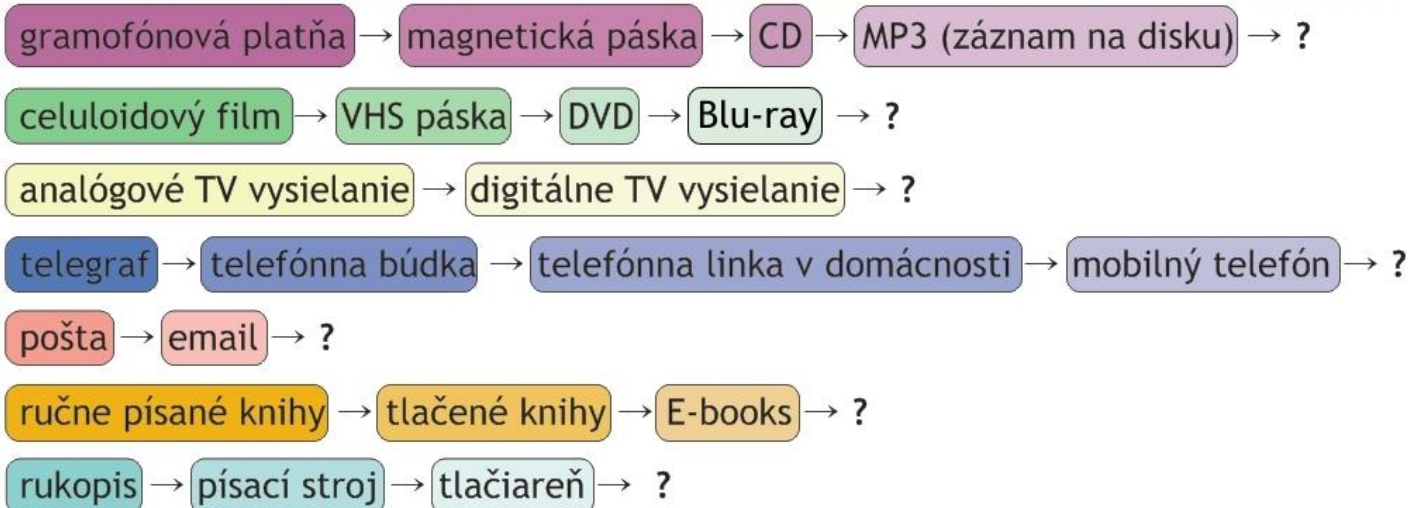 gramofónová platňa → magnetická páska → CD → MP3 (záznam na disku) → ?
celuloidový film → VHS páska → DVD → Blu-ray → ?
analógové TV vysielanie → digitálne TV vysielanie → ?
telegraf → telefónna búdka → telefónna linka v domácnosti → mobilný telefón → ?
pošta → email → ?
ručne písané knihy → tlačené knihy → E-books → ?
rukopis → písací stroj → tlačiareň → ?